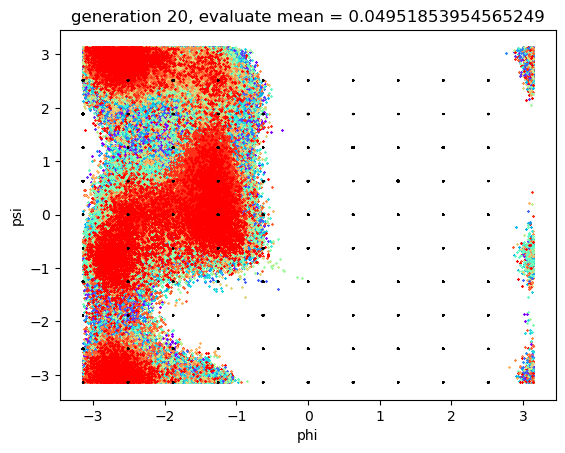 generation 20, evaluate mean = 0.04951853954565249
3
2
1
0
−1
−2
−3
psi
−3 −2 −1 0 1 2 3
phi